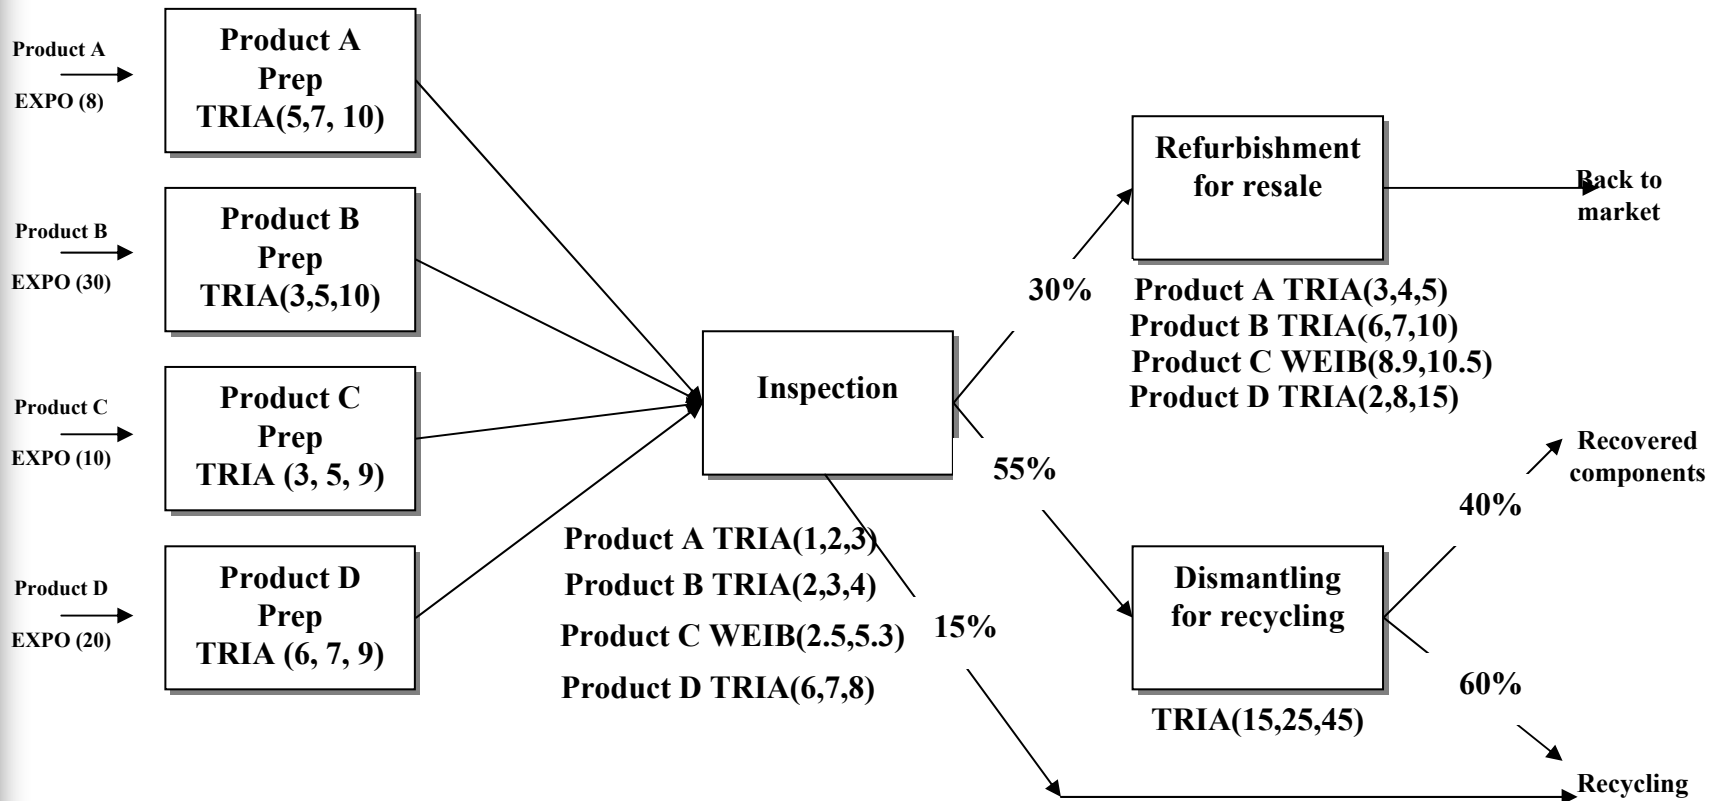 Product A
EXPO (8)
Product A
Prep
TRIA(5,7, 10)
Product B
EXPO (30)
Product B
Prep
TRIA(3,5,10)
Product C
EXPO (10)
Product C
Prep
TRIA (3, 5, 9)
Product D
EXPO (20)
Product D
Prep
TRIA (6, 7, 9)
Inspection
Product A TRIA(1,2,3)
Product B TRIA(2,3,4)
Product C WEIB(2.5,5.3)
Product D TRIA(6,7,8)
30%
55%
15%
Refurbishment
for resale
Product A TRIA(3,4,5)
Product B TRIA(6,7,10)
Product C WEIB(8.9,10.5)
Product D TRIA(2,8,15)
Back to
market
Dismantling
for recycling
TRIA(15,25,45)
40%
60%
Recovered
components
Recycling